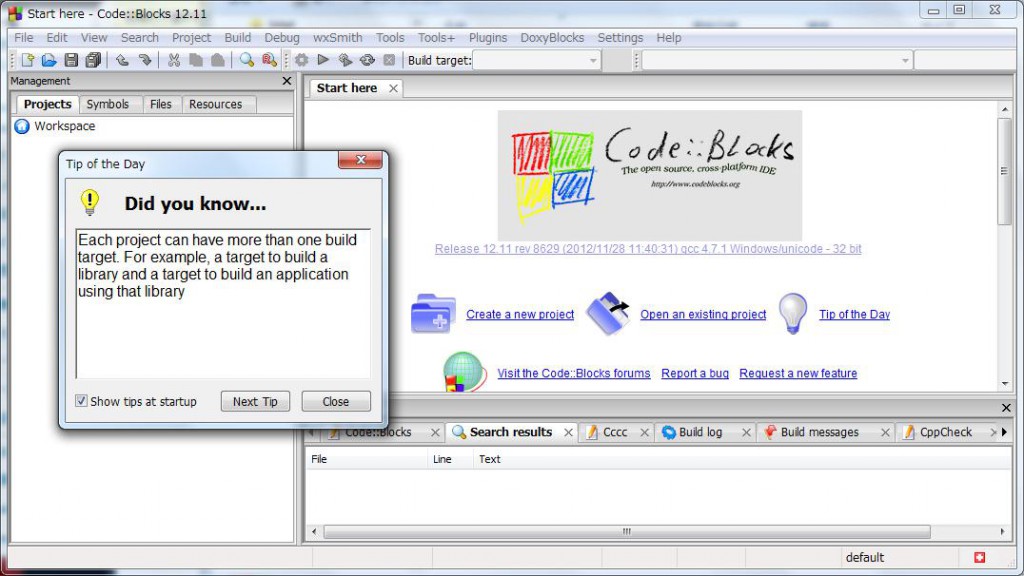 Start here - Code::Blocks 12.11
File Edit View Search Project Build Debug wxSmith Tools Tools+ Plugins DoxyBlocks Settings Help
Build target:
Management
Projects Symbols Files Resources
Workspace
Tip of the Day
Did you know...
Each project can have more than one build
target. For example, a target to build a
library and a target to build an application
using that library
Show tips at startup Next Tip Close
Start here
Code::Blocks
The open source, cross-platform IDE
http://www.codeblocks.org
Release 12.11 rev 8629 (2012/11/28 11:40:31) gcc 4.7.1 Windows/unicode - 32 bit
Create a new project Open an existing project Tip of the Day
Visit the Code::Blocks forums Report a bug Request a new feature
Code::Blocks Search results Cccc Build log Build messages CppCheck
File Line Text
default